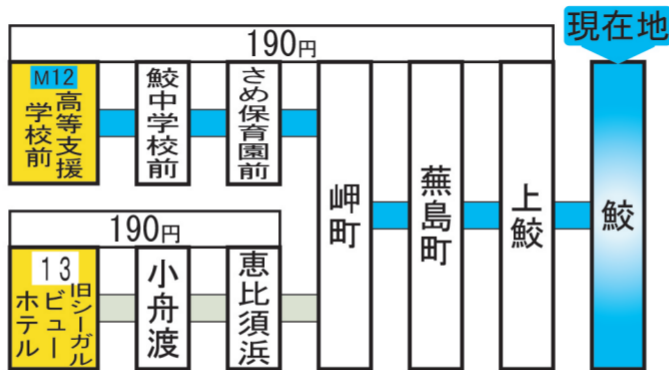 現在地
190円
M12
高等支援
学校前
鮫中学校前
さめ保育園前
岬町
蕪島町
上鮫
鮫
190円
13
旧シーガル
ビュー
ホテル
小舟渡
恵比須浜